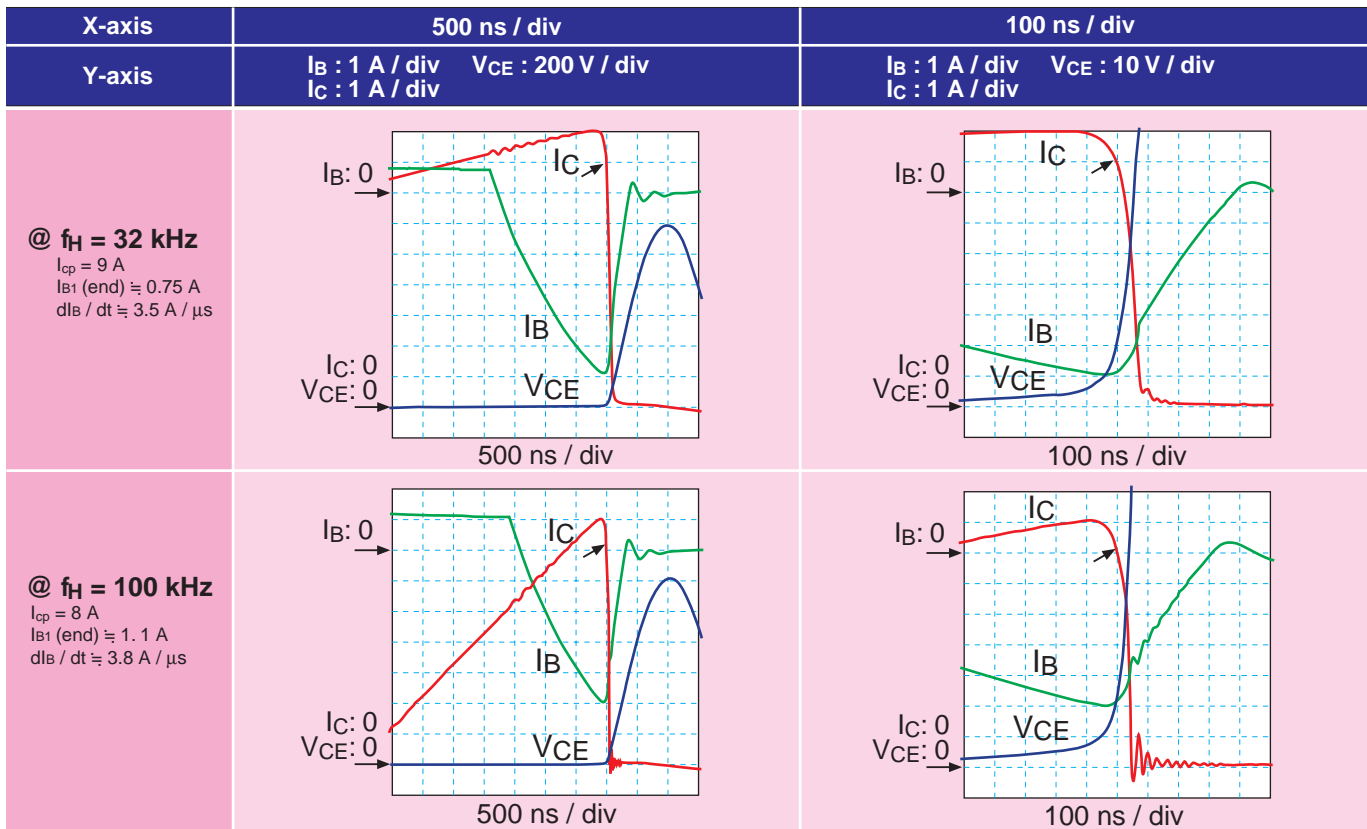 X-axis
500 ns / div
100 ns / div
Y-axis
IB : 1 A / div VCE : 200 V / div
IC : 1 A / div
IB : 1 A / div VCE : 10 V / div
IC : 1 A / div
@ fH = 32 kHz
Icp = 9 A
IB1 (end) ≒ 0.75 A
dIB / dt ≒ 3.5 A / μs
IB: 0
IC
IB
IC: 0
VCE: 0
VCE
500 ns / div
IB: 0
IC
IB
IC: 0
VCE: 0
VCE
100 ns / div
@ fH = 100 kHz
Icp = 8 A
IB1 (end) ≒ 1. 1 A
dIB / dt ≒ 3.8 A / μs
IB: 0
IC
IB
IC: 0
VCE: 0
VCE
500 ns / div
IB: 0
IC
IB
IC: 0
VCE: 0
VCE
100 ns / div